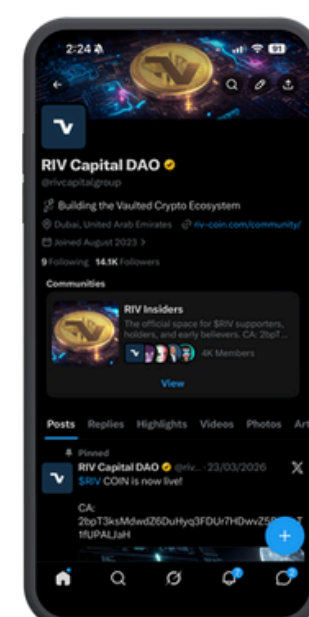 2:24
91
RIV Capital DAO
@rivcapitalgroup
Building the Vaulted Crypto Ecosystem
Dubai, United Arab Emirates riv-coin.com/community/
Joined August 2023 >
9 Following 14.1K Followers
Communities
RIV Insiders
The official space for $RIV supporters,
holders, and early believers. CA: 2bpT...
4K Members
View
Posts Replies Highlights Videos Photos Art
Pinned
RIV Capital DAO @riv... · 23/03/2026
$RIV COIN is now live!
CA:
2bpT3ksMdwdZ6DuHyq3FDUr7HDwvZ5
1fUPALJaH